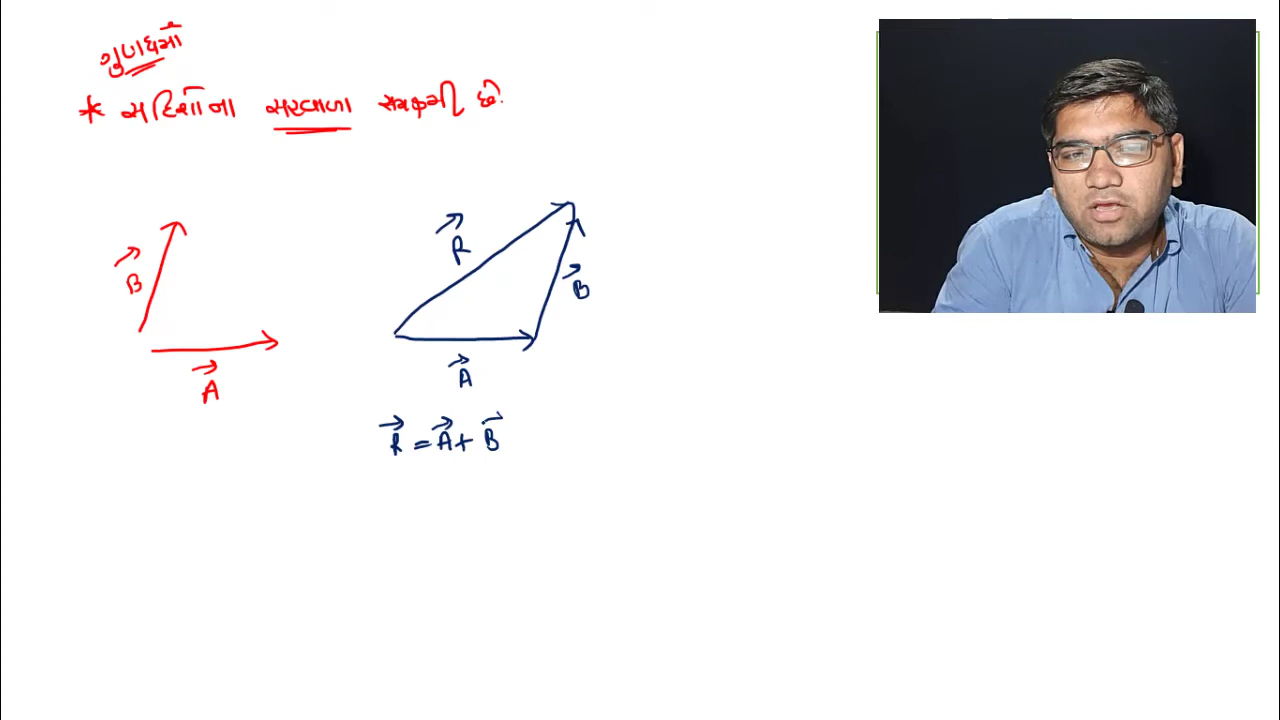 ગુણધર્મો
* સદિશોના સરવાળા સમક્રમી છે.
B⃗
A⃗
R⃗
B⃗
A⃗
R⃗ = A⃗ + B⃗